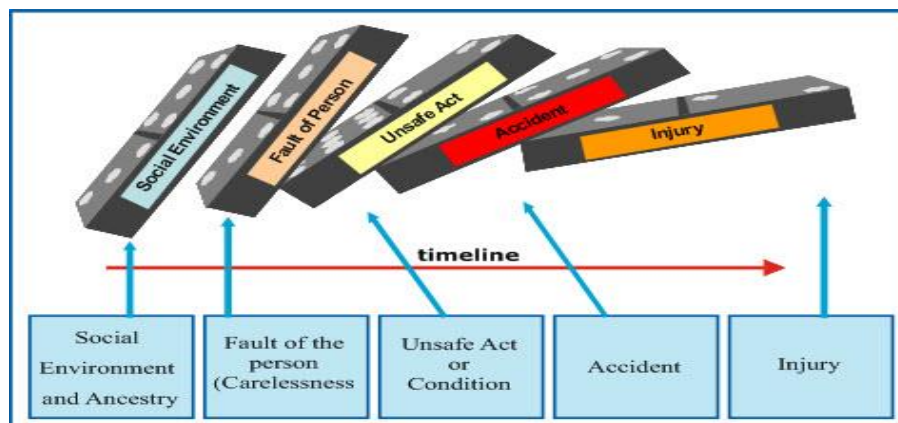 Social Environment
Fault of Person
Unsafe Act
Accident
Injury
timeline
Social
Environment
and Ancestry
Fault of the
person
(Carelessness
Unsafe Act
or
Condition
Accident
Injury